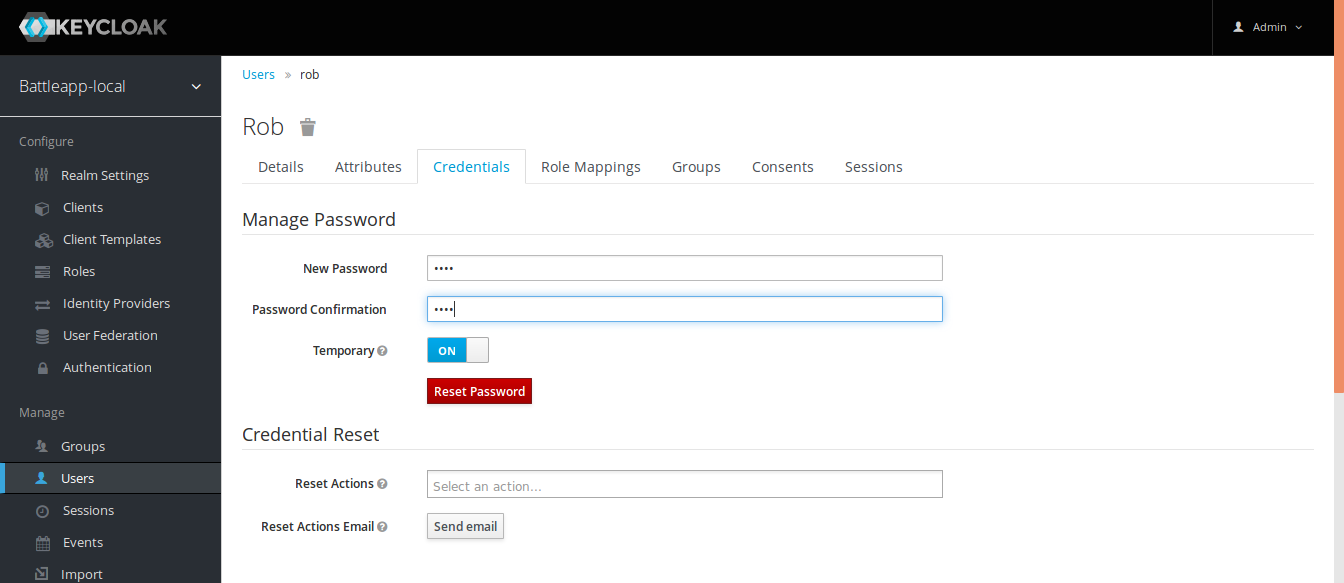 KEYCLOAK
Admin
Battleapp-local
Configure
Realm Settings
Clients
Client Templates
Roles
Identity Providers
User Federation
Authentication
Manage
Groups
Users
Sessions
Events
Import
Users » rob
Rob
Details Attributes Credentials Role Mappings Groups Consents Sessions
Manage Password
New Password ••••
Password Confirmation ••••
Temporary ? ON
Reset Password
Credential Reset
Reset Actions ? Select an action...
Reset Actions Email ? Send email